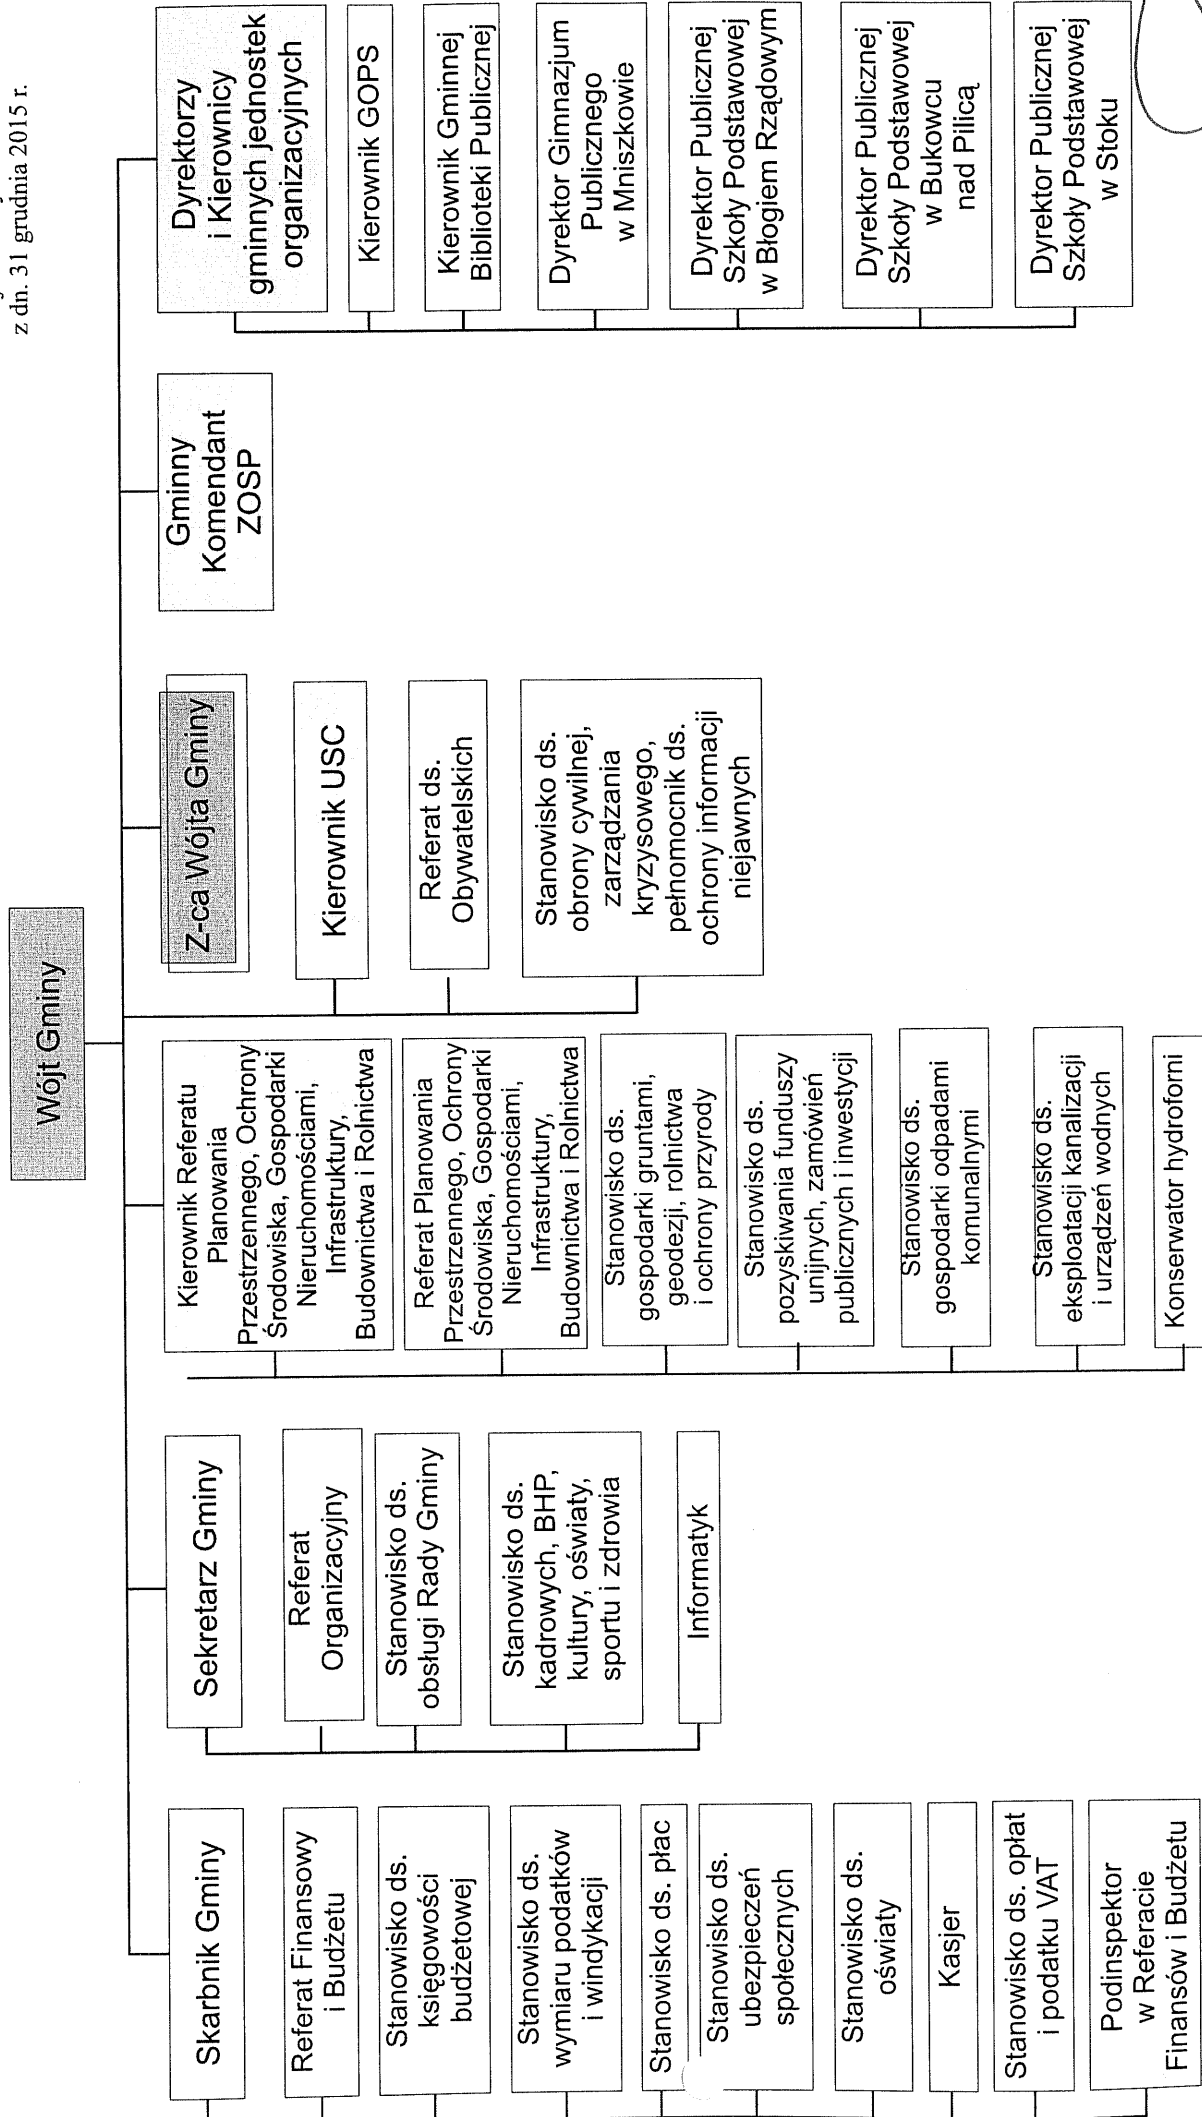 z dn. 31 grudnia 2015 r.
Wójt Gminy
Skarbnik Gminy
Referat Finansowy
i Budżetu
Stanowisko ds.
księgowości
budżetowej
Stanowisko ds.
wymiaru podatków
i windykacji
Stanowisko ds. płac
Stanowisko ds.
ubezpieczeń
społecznych
Stanowisko ds.
oświaty
Kasjer
Stanowisko ds. opłat
i podatku VAT
Podinspektor
w Referacie
Finansów i Budżetu
Sekretarz Gminy
Referat
Organizacyjny
Stanowisko ds.
obsługi Rady Gminy
Stanowisko ds.
kadrowych, BHP,
kultury, oświaty,
sportu i zdrowia
Informatyk
Kierownik Referatu
Planowania
Przestrzennego, Ochrony
Środowiska, Gospodarki
Nieruchomościami,
Infrastruktury,
Budownictwa i Rolnictwa
Referat Planowania
Przestrzennego, Ochrony
Środowiska, Gospodarki
Nieruchomościami,
Infrastruktury,
Budownictwa i Rolnictwa
Stanowisko ds.
gospodarki gruntami,
geodezji, rolnictwa
i ochrony przyrody
Stanowisko ds.
pozyskiwania funduszy
unijnych, zamówień
publicznych i inwestycji
Stanowisko ds.
gospodarki odpadami
komunalnymi
Stanowisko ds.
eksploatacji kanalizacji
i urządzeń wodnych
Konserwator hydroforni
Z-ca Wójta Gminy
Kierownik USC
Referat ds.
Obywatelskich
Stanowisko ds.
obrony cywilnej,
zarządzania
kryzysowego,
pełnomocnik ds.
ochrony informacji
niejawnych
Gminny
Komendant
ZOSP
Dyrektorzy
i Kierownicy
gminnych jednostek
organizacyjnych
Kierownik GOPS
Kierownik Gminnej
Biblioteki Publicznej
Dyrektor Gimnazjum
Publicznego
w Mniszkowie
Dyrektor Publicznej
Szkoły Podstawowej
w Błogiem Rządowym
Dyrektor Publicznej
Szkoły Podstawowej
w Bukowcu
nad Pilicą
Dyrektor Publicznej
Szkoły Podstawowej
w Stoku